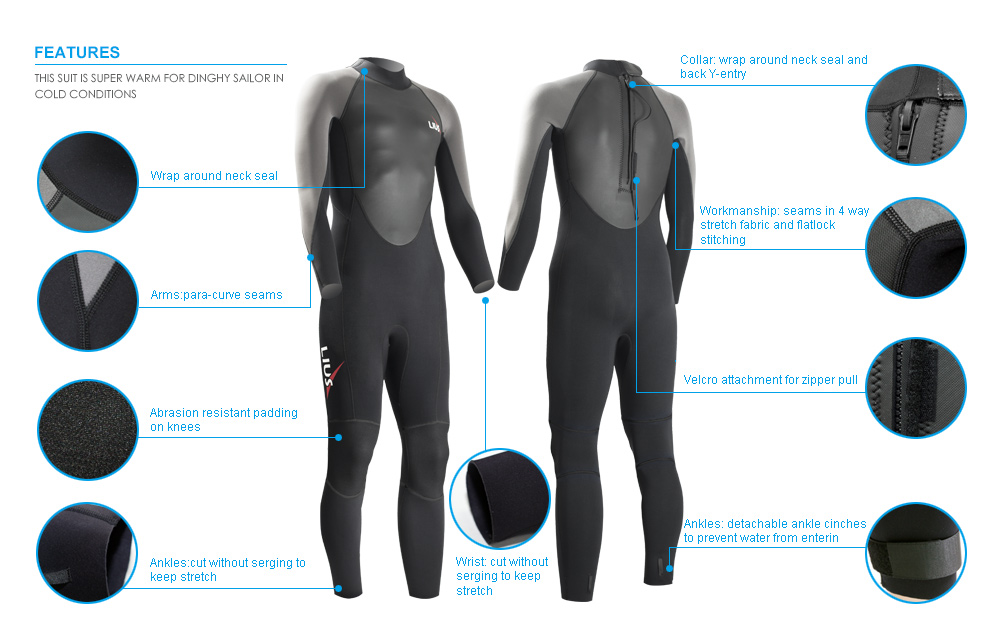 FEATURES
THIS SUIT IS SUPER WARM FOR DINGHY SAILOR IN
COLD CONDITIONS
Wrap around neck seal
Arms:para-curve seams
Abrasion resistant padding
on knees
Ankles:cut without serging to
keep stretch
LIUS
LIUS
Wrist: cut without
serging to keep
stretch
Collar: wrap around neck seal and
back Y-entry
Workmanship: seams in 4 way
stretch fabric and flatlock
stitching
Velcro attachment for zipper pull
Ankles: detachable ankle cinches
to prevent water from enterin